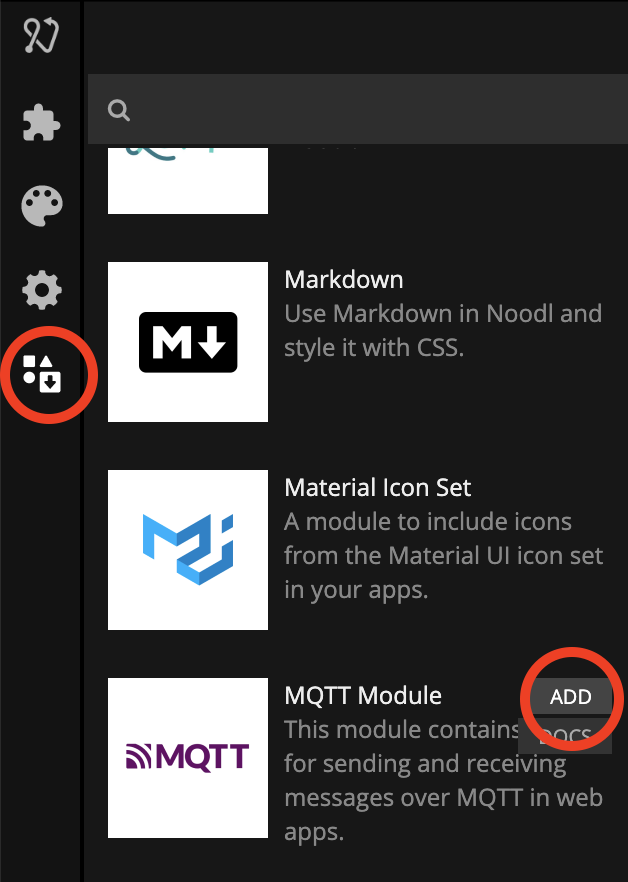 Markdown
Use Markdown in Noodl and
style it with CSS.
Material Icon Set
A module to include icons
from the Material UI icon set
in your apps.
MQTT Module
ADD
This module contains
DOCS
for sending and receiving
MQTT
messages over MQTT in web
apps.